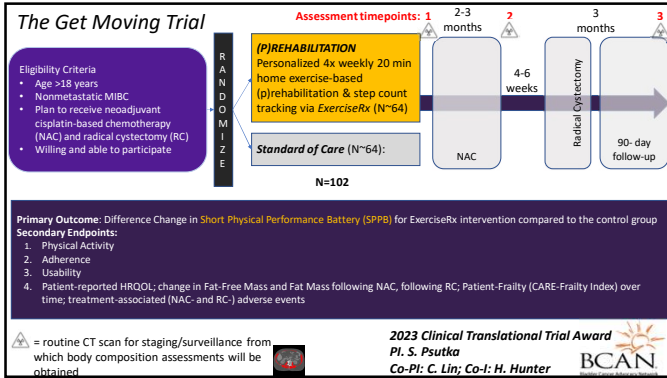 The Get Moving Trial
Assessment timepoints: 1
2-3
months
2
3
months
3
Eligibility Criteria
• Age >18 years
• Nonmetastatic MIBC
• Plan to receive neoadjuvant
cisplatin-based chemotherapy
(NAC) and radical cystectomy (RC)
• Willing and able to participate
RANDOMIZE
(P)REHABILITATION
Personalized 4x weekly 20 min
home exercise-based
(p)rehabilitation & step count
tracking via ExerciseRx (N~64)
Standard of Care (N~64):
N=102
NAC
4-6
weeks
Radical Cystectomy
90- day
follow-up
Primary Outcome: Difference Change in Short Physical Performance Battery (SPPB) for ExerciseRx intervention compared to the control group
Secondary Endpoints:
1. Physical Activity
2. Adherence
3. Usability
4. Patient-reported HRQOL; change in Fat-Free Mass and Fat Mass following NAC, following RC; Patient-Frailty (CARE-Frailty Index) over
time; treatment-associated (NAC- and RC-) adverse events
= routine CT scan for staging/surveillance from
which body composition assessments will be
obtained
2023 Clinical Translational Trial Award
PI. S. Psutka
Co-PI: C. Lin; Co-I: H. Hunter
BCAN
Bladder Cancer Advocacy Network